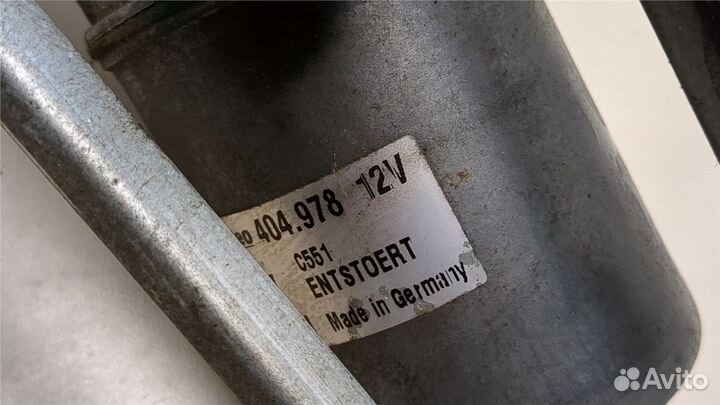 404.978 12V
C551
ENTSTOERT
Made in Germany
Avito